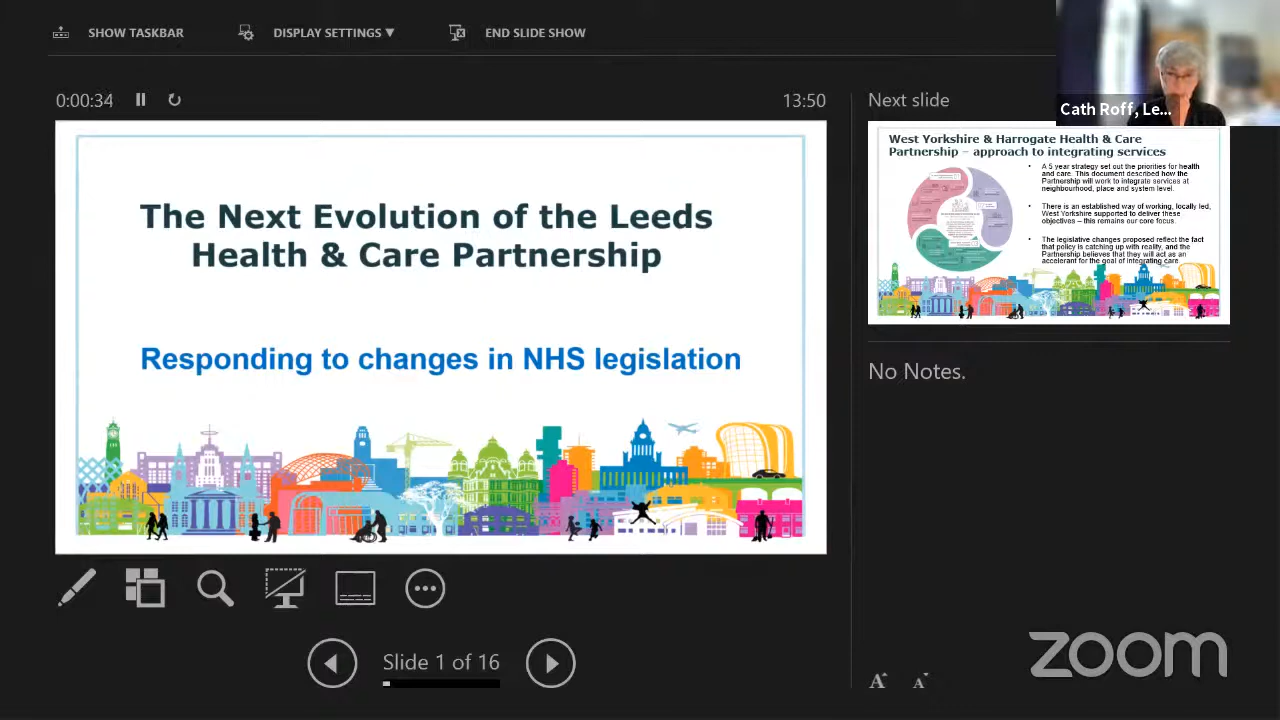 SHOW TASKBAR
DISPLAY SETTINGS ▼
END SLIDE SHOW
Cath Roff, Le...
0:00:34
13:50
Next slide
The Next Evolution of the Leeds
Health & Care Partnership
Responding to changes in NHS legislation
West Yorkshire & Harrogate Health & Care
Partnership – approach to integrating services
• A 5 year strategy set out the priorities for health
and care. This document described how the
Partnership will work to integrate services at
neighbourhood, place and system level.
• There is an established way of working, locally led,
West Yorkshire supported to deliver these
objectives – this remains our core focus.
• The legislative changes proposed reflect the fact
that policy is catching up with reality, and the
Partnership believes that they will act as an
accelerant for the goal of integrating care.
No Notes.
Slide 1 of 16
A A
zoom